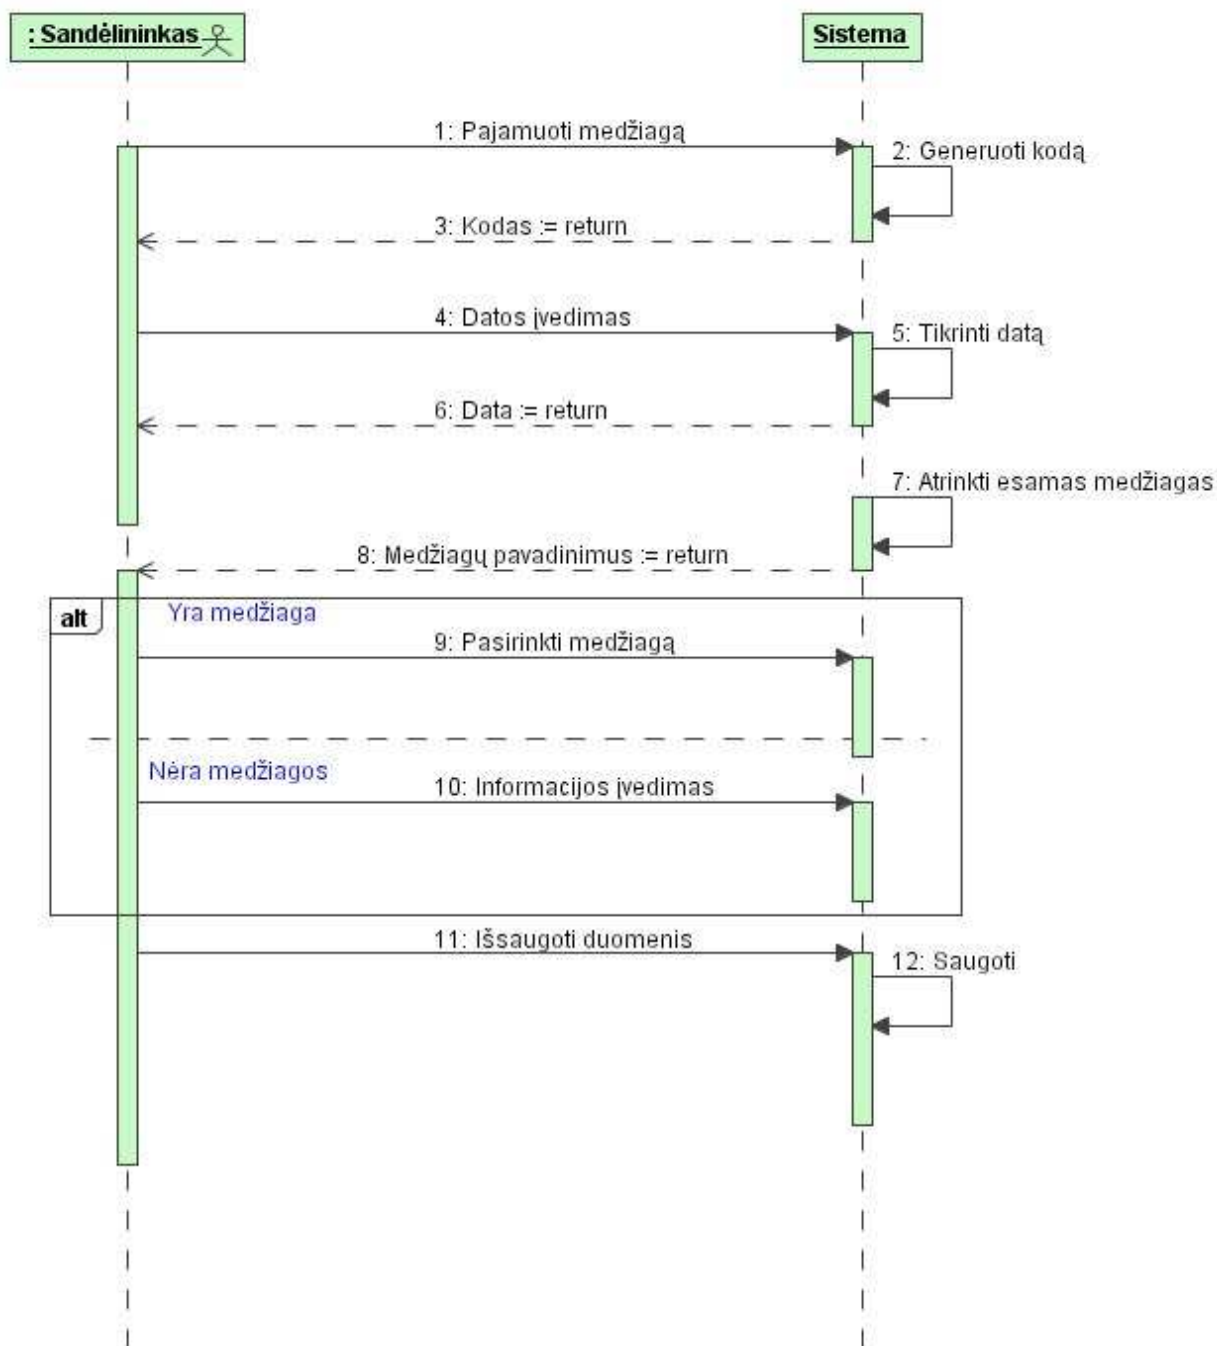 : Sandėlininkas
Sistema
1: Pajamuoti medžiagą
2: Generuoti kodą
3: Kodas := return
4: Datos įvedimas
5: Tikrinti datą
6: Data := return
7: Atrinkti esamas medžiagas
8: Medžiagų pavadinimus := return
alt
Yra medžiaga
9: Pasirinkti medžiagą
Nėra medžiagos
10: Informacijos įvedimas
11: Išsaugoti duomenis
12: Saugoti